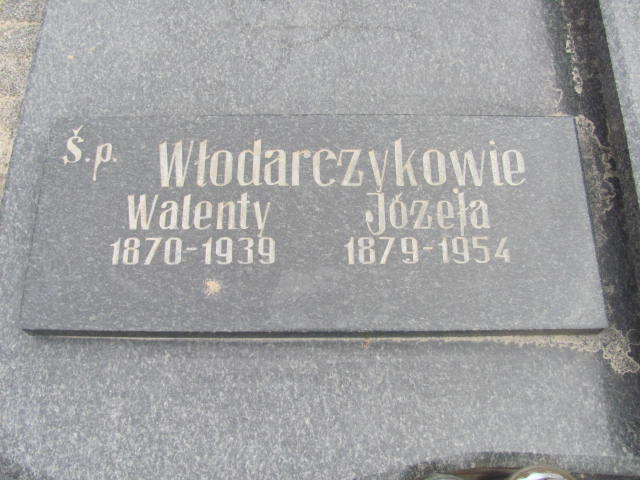 Ś.p. Włodarczykowie
Walenty Józefa
1870-1939 1879-1954